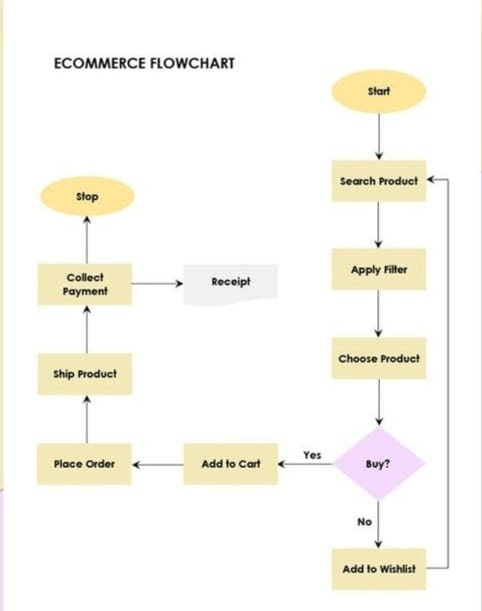 ECOMMERCE FLOWCHART
Start
Search Product
Stop
Apply Filter
Collect
Payment
Receipt
Choose Product
Ship Product
Buy?
Yes
Add to Cart
Place Order
No
Add to Wishlist